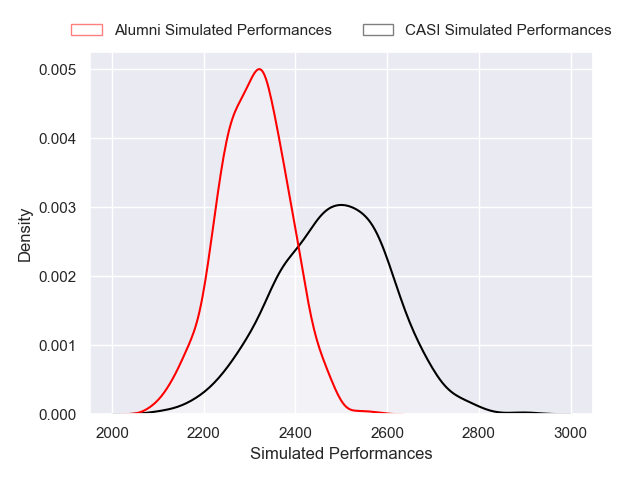 Alumni Simulated Performances CASI Simulated Performances
0.005
0.004
0.003
0.002
0.001
0.000
Density
2000 2200 2400 2600 2800 3000
Simulated Performances